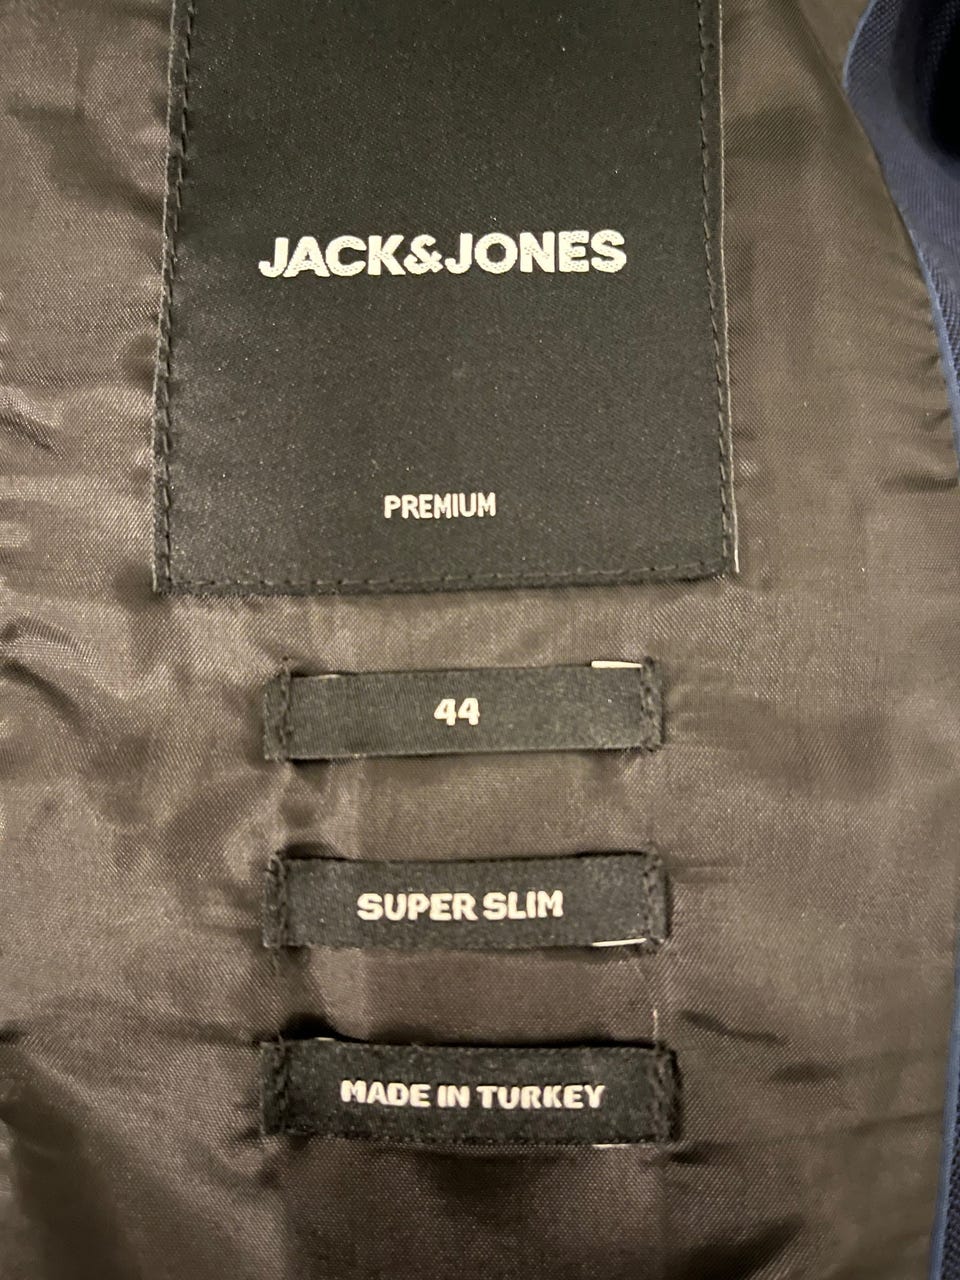 JACK&JONES
PREMIUM
44
SUPER SLIM
MADE IN TURKEY